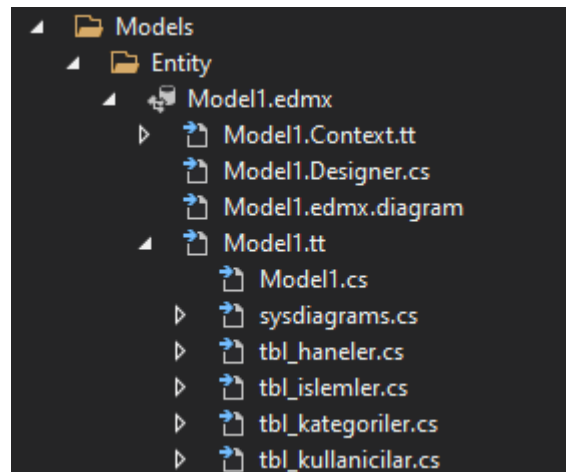 Models
Entity
Model1.edmx
Model1.Context.tt
Model1.Designer.cs
Model1.edmx.diagram
Model1.tt
Model1.cs
sysdiagrams.cs
tbl_haneler.cs
tbl_islemler.cs
tbl_kategoriler.cs
tbl_kullanicilar.cs